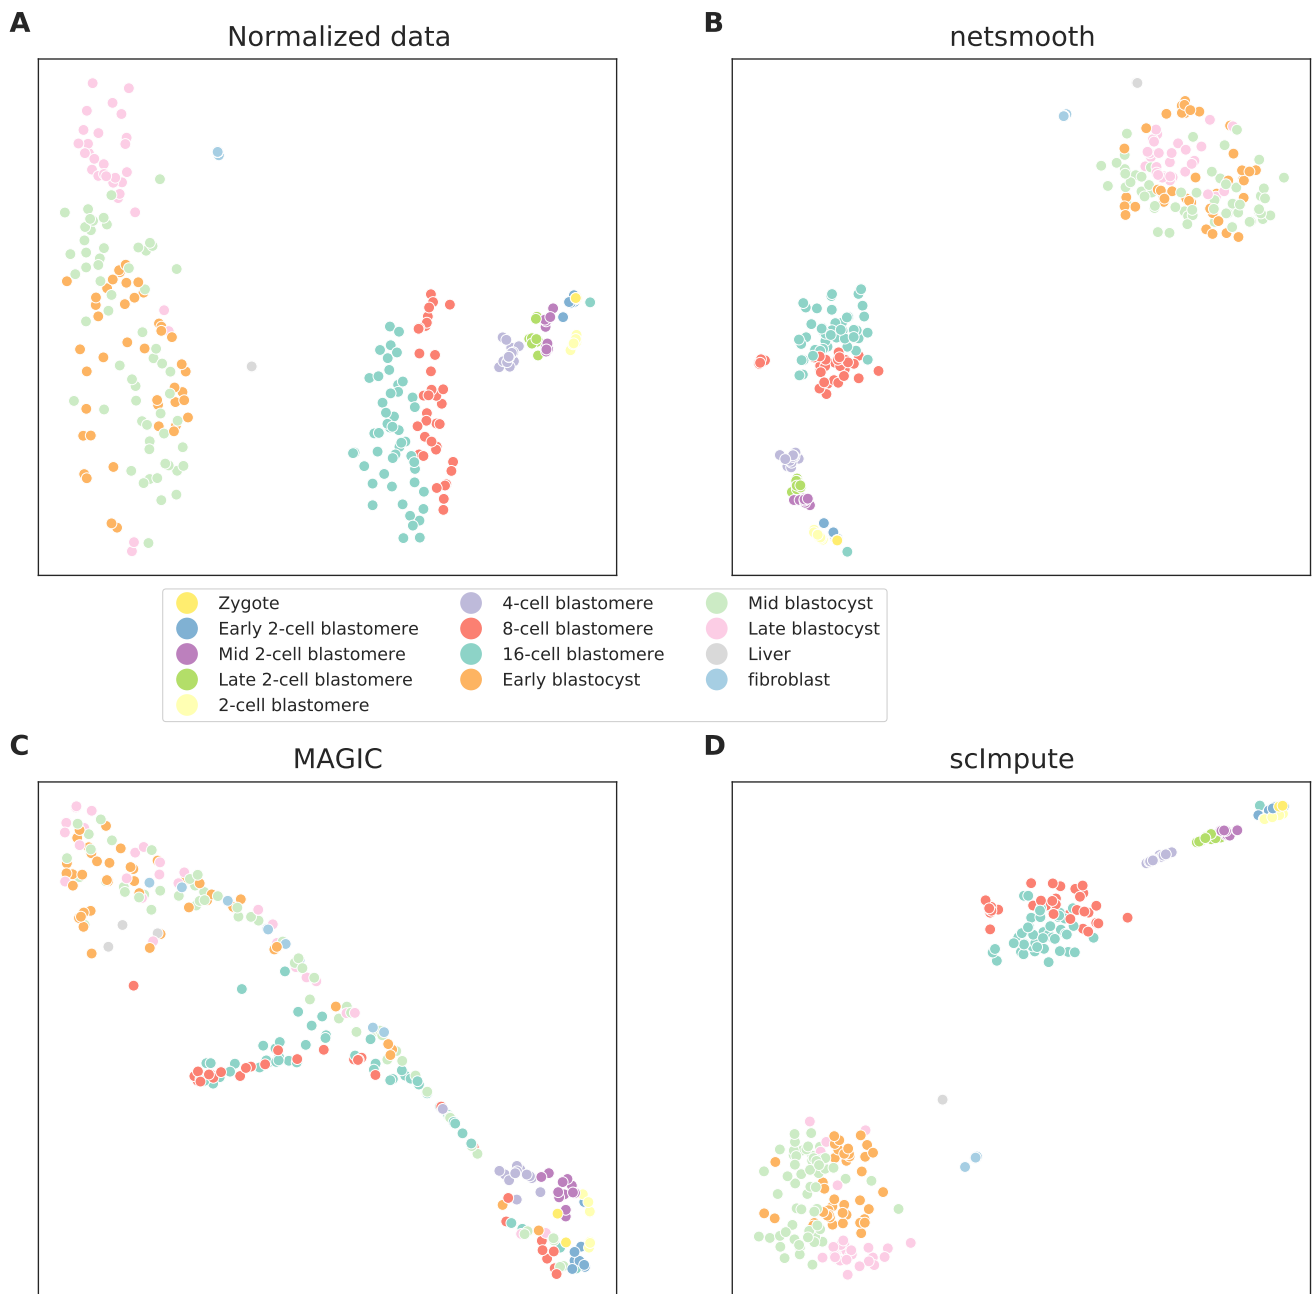 A
Normalized data
B
netsmooth
Zygote
Early 2-cell blastomere
Mid 2-cell blastomere
Late 2-cell blastomere
2-cell blastomere
4-cell blastomere
8-cell blastomere
16-cell blastomere
Early blastocyst
Mid blastocyst
Late blastocyst
Liver
fibroblast
C
MAGIC
D
scImpute